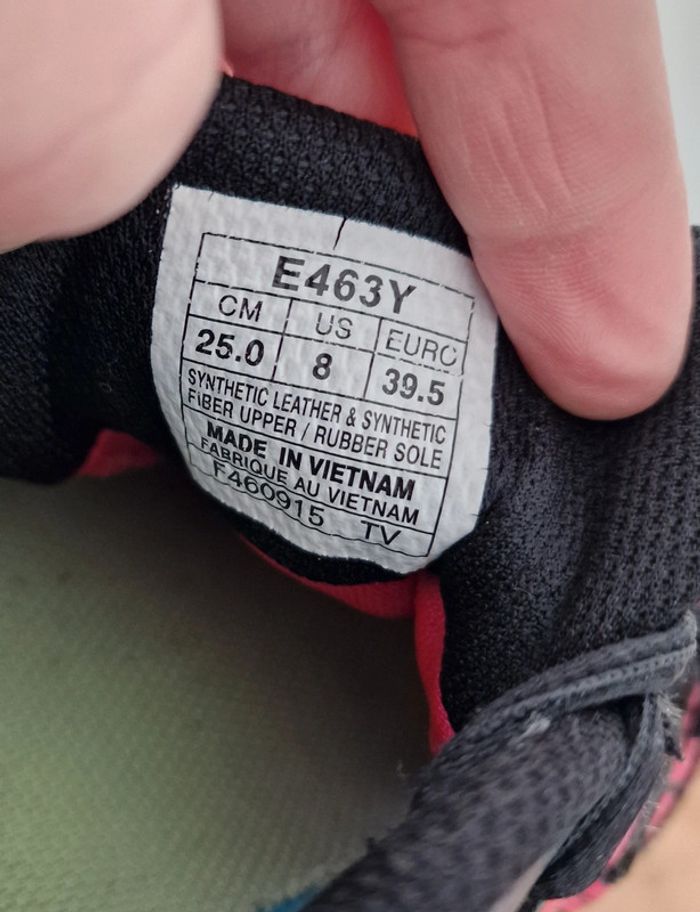 E463Y
CM US EURO
25.0 8 39.5
SYNTHETIC LEATHER & SYNTHETIC
FIBER UPPER / RUBBER SOLE
MADE IN VIETNAM
FABRIQUE AU VIETNAM
F460915 TV